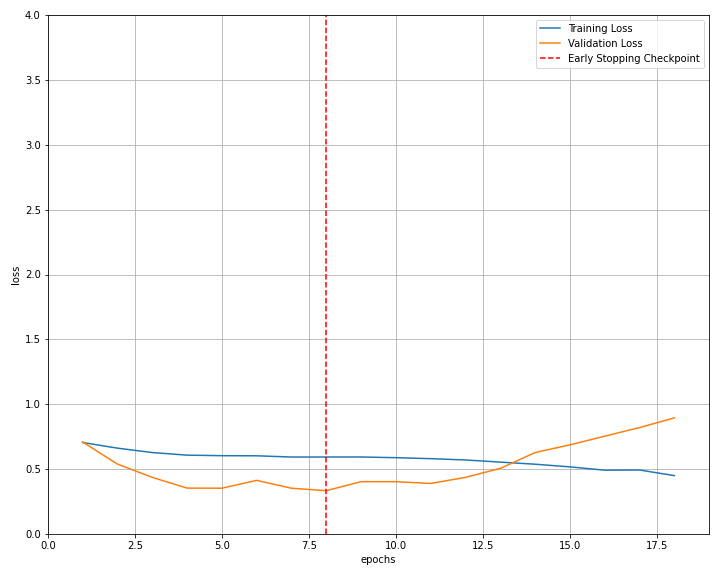 4.0
3.5
3.0
2.5
2.0
1.5
1.0
0.5
0.0
loss
Training Loss
Validation Loss
Early Stopping Checkpoint
0.0 2.5 5.0 7.5 10.0 12.5 15.0 17.5
epochs